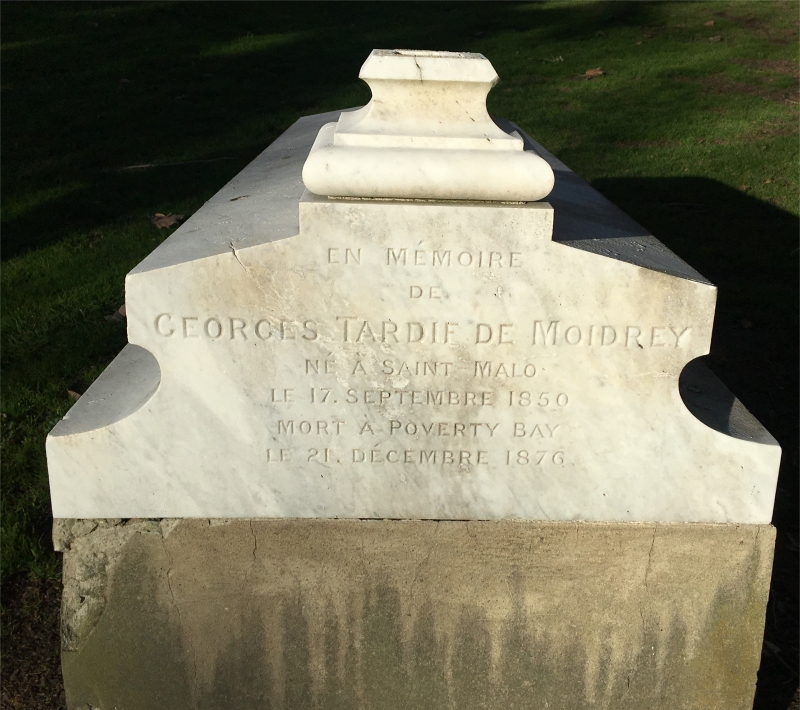 EN MÉMOIRE
DE
GEORGES TARDIF DE MOIDREY
NÉ A SAINT MALO
LE 17. SEPTEMBRE 1850
MORT A POVERTY BAY
LE 21. DÉCEMBRE 1876.